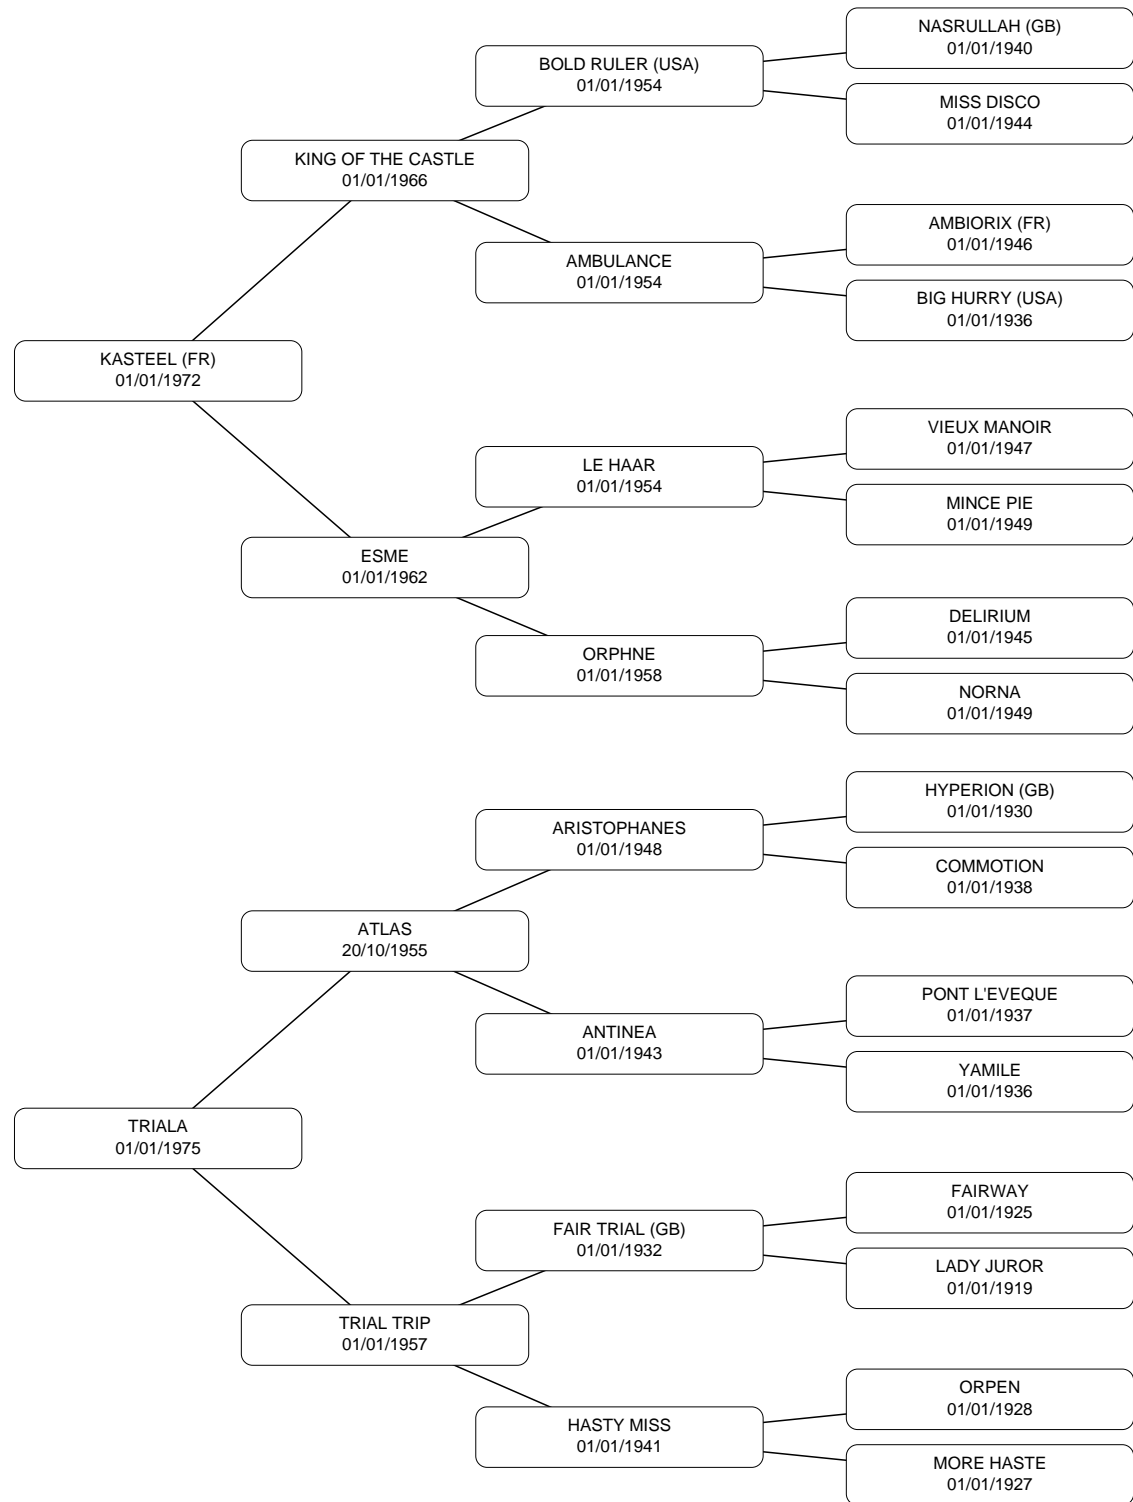 NASRULLAH (GB)
01/01/1940
BOLD RULER (USA)
01/01/1954
MISS DISCO
01/01/1944
KING OF THE CASTLE
01/01/1966
AMBIORIX (FR)
01/01/1946
AMBULANCE
01/01/1954
BIG HURRY (USA)
01/01/1936
KASTEEL (FR)
01/01/1972
VIEUX MANOIR
01/01/1947
LE HAAR
01/01/1954
MINCE PIE
01/01/1949
ESME
01/01/1962
DELIRIUM
01/01/1945
ORPHNE
01/01/1958
NORNA
01/01/1949
HYPERION (GB)
01/01/1930
ARISTOPHANES
01/01/1948
COMMOTION
01/01/1938
ATLAS
20/10/1955
PONT L'EVEQUE
01/01/1937
ANTINEA
01/01/1943
YAMILE
01/01/1936
TRIALA
01/01/1975
FAIRWAY
01/01/1925
FAIR TRIAL (GB)
01/01/1932
LADY JUROR
01/01/1919
TRIAL TRIP
01/01/1957
ORPEN
01/01/1928
HASTY MISS
01/01/1941
MORE HASTE
01/01/1927